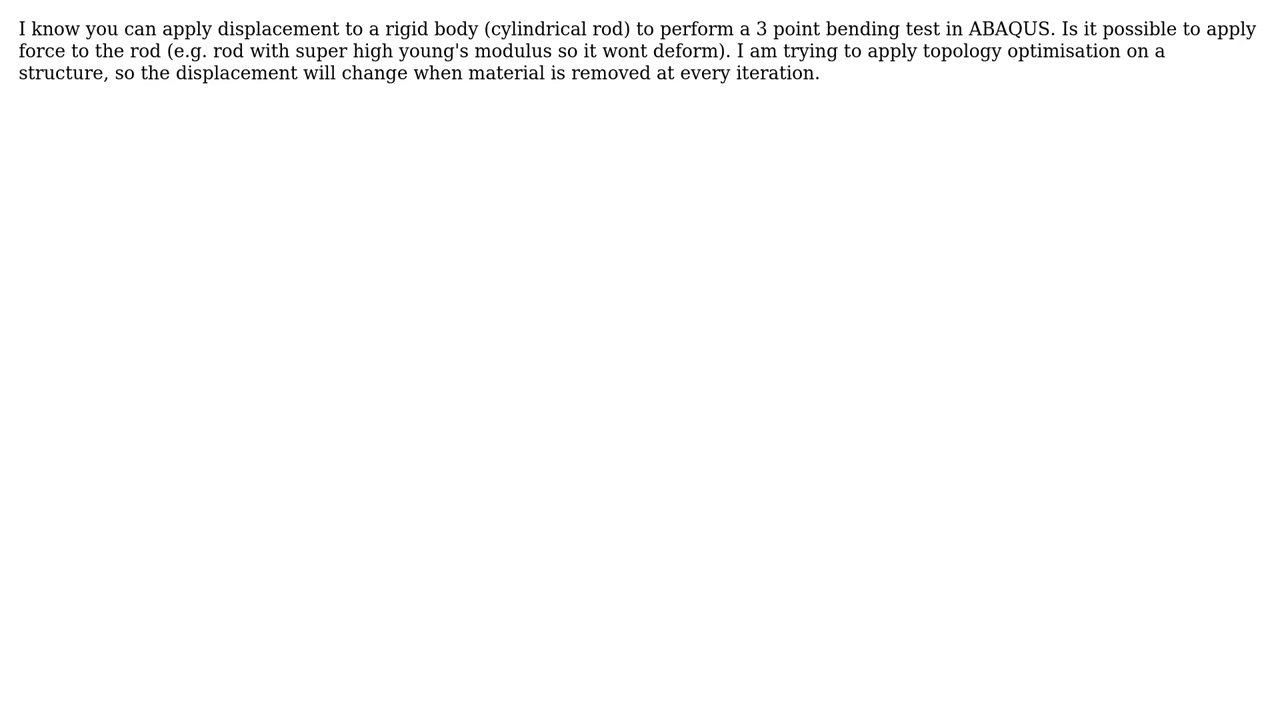 I know you can apply displacement to a rigid body (cylindrical rod) to perform a 3 point bending test in ABAQUS. Is it possible to apply
force to the rod (e.g. rod with super high young's modulus so it wont deform). I am trying to apply topology optimisation on a
structure, so the displacement will change when material is removed at every iteration.